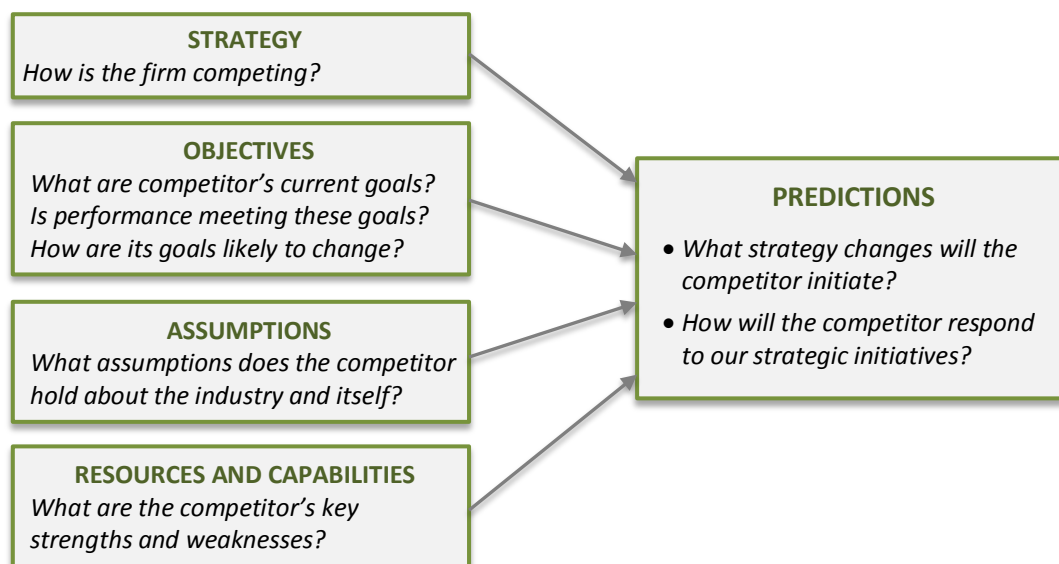 STRATEGY
How is the firm competing?
OBJECTIVES
What are competitor’s current goals?
Is performance meeting these goals?
How are its goals likely to change?
ASSUMPTIONS
What assumptions does the competitor
hold about the industry and itself?
RESOURCES AND CAPABILITIES
What are the competitor’s key
strengths and weaknesses?
PREDICTIONS
• What strategy changes will the
competitor initiate?
• How will the competitor respond
to our strategic initiatives?